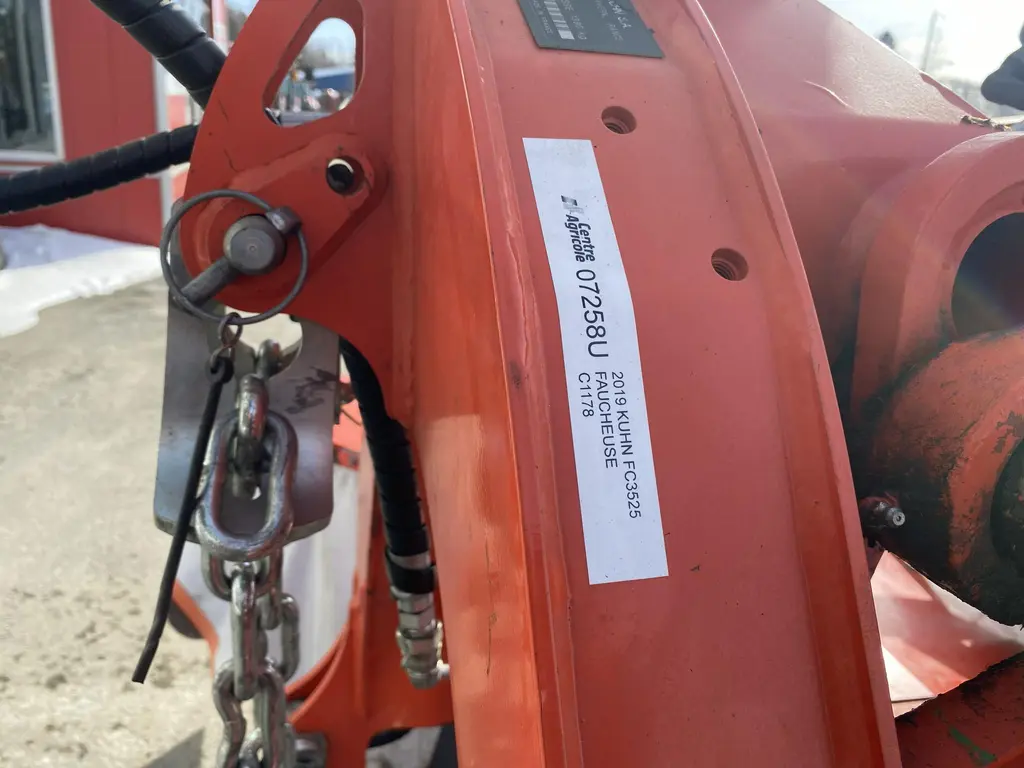 Centre
Agricole
07258U
2019 KUHN FC3525
FAUCHEUSE
C1178